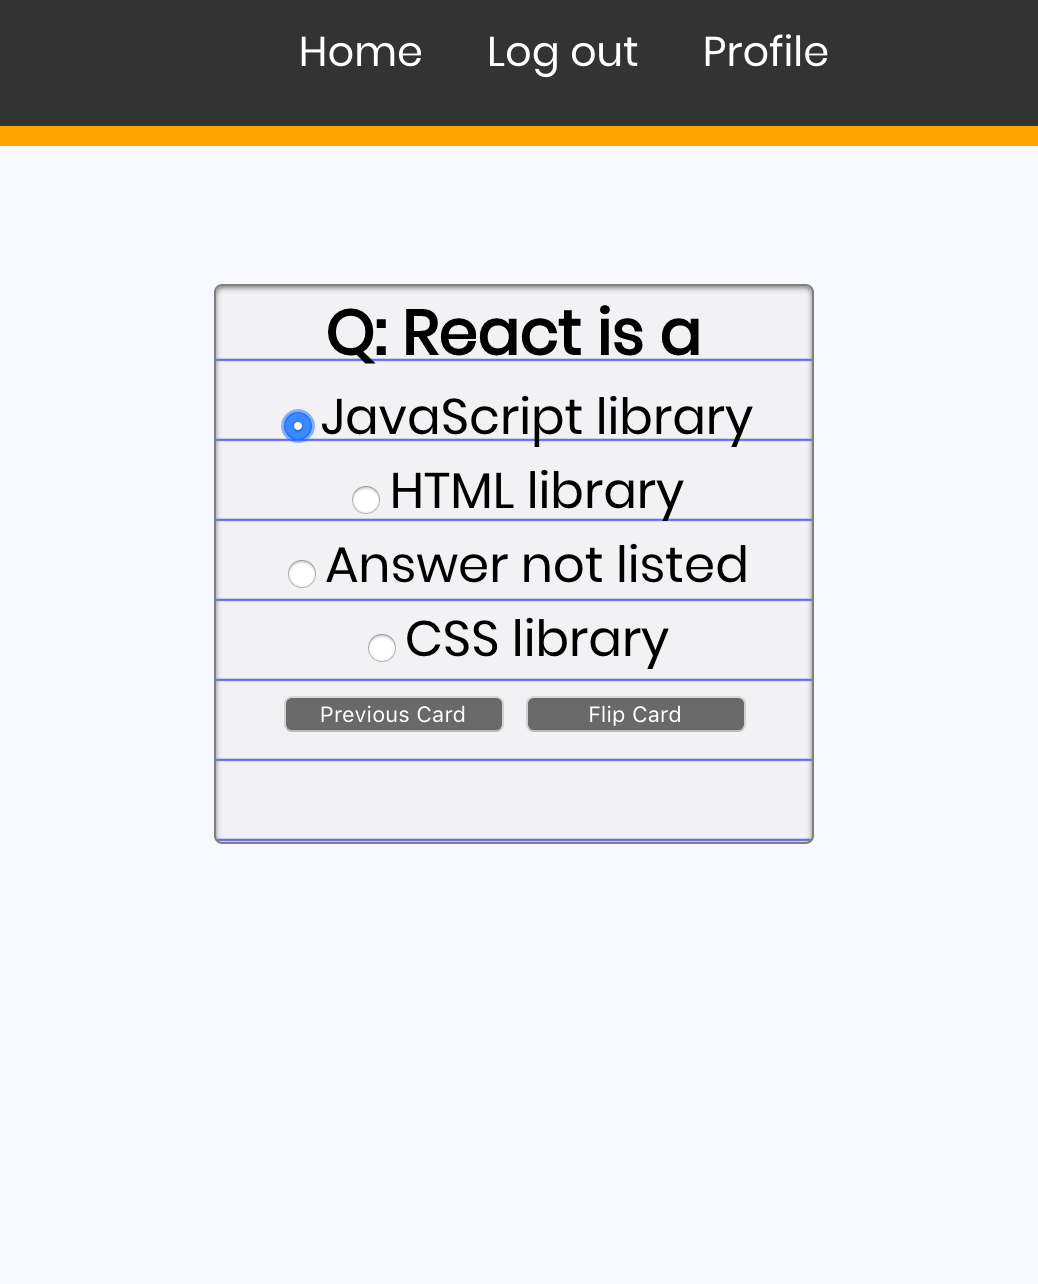 Home Log out Profile
Q: React is a
JavaScript library
HTML library
Answer not listed
CSS library
Previous Card Flip Card